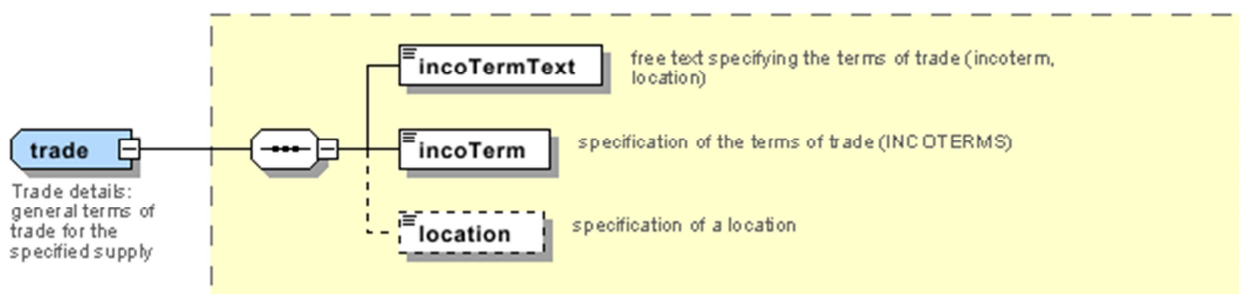 incoTermText
free text specifying the terms of trade (incoterm,
location)
trade
incoTerm
specification of the terms of trade (INCOTERMS)
Trade details:
general terms of
trade for the
specified supply
location
specification of a location